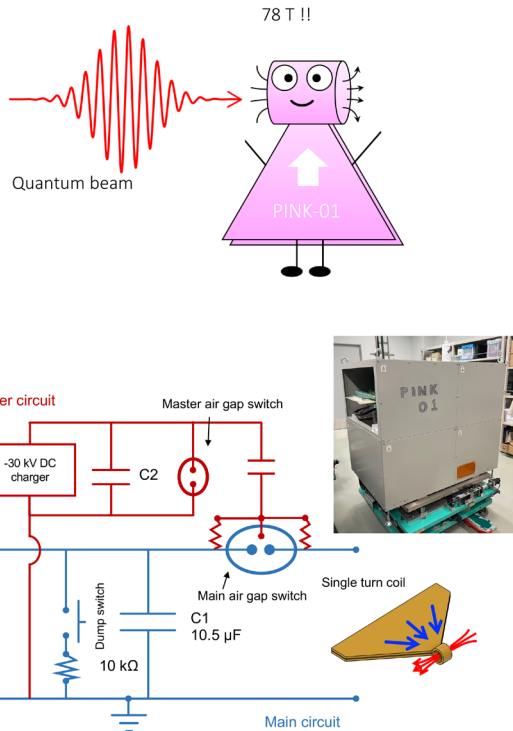 78 T !!
Quantum beam
PINK-01
er circuit
Master air gap switch
-30 kV DC
charger
C2
PINK
01
Main air gap switch
Single turn coil
Dump switch
C1
10.5 µF
10 kΩ
Main circuit